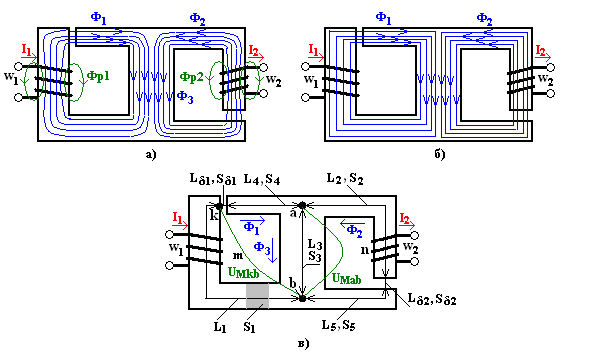 Φ1 Φ2
I1 I2
w1 Φp1 Φp2 w2
Φ3
а)
Φ1 Φ2
I1 I2
w1 w2
б)
Lδ1,Sδ1 L4,S4 L2,S2
k a
I1 I2
Φ1 Φ2
w1 Φ3 L3 S3 n w2
m
UMkb UMab
b
Lδ2,Sδ2
L1 S1 L5,S5
в)